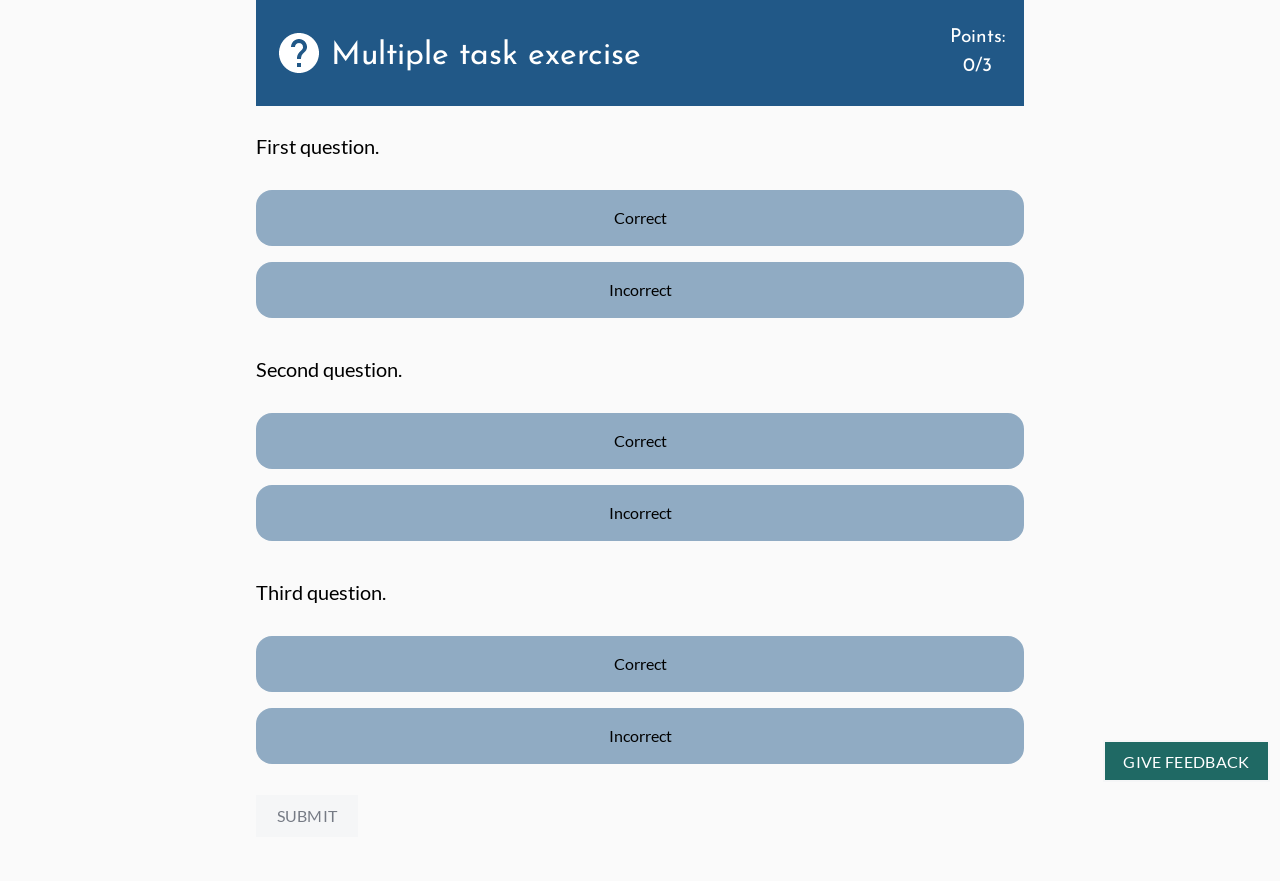 Multiple task exercise
Points:
0/3
First question.
Correct
Incorrect
Second question.
Correct
Incorrect
Third question.
Correct
Incorrect
GIVE FEEDBACK
SUBMIT